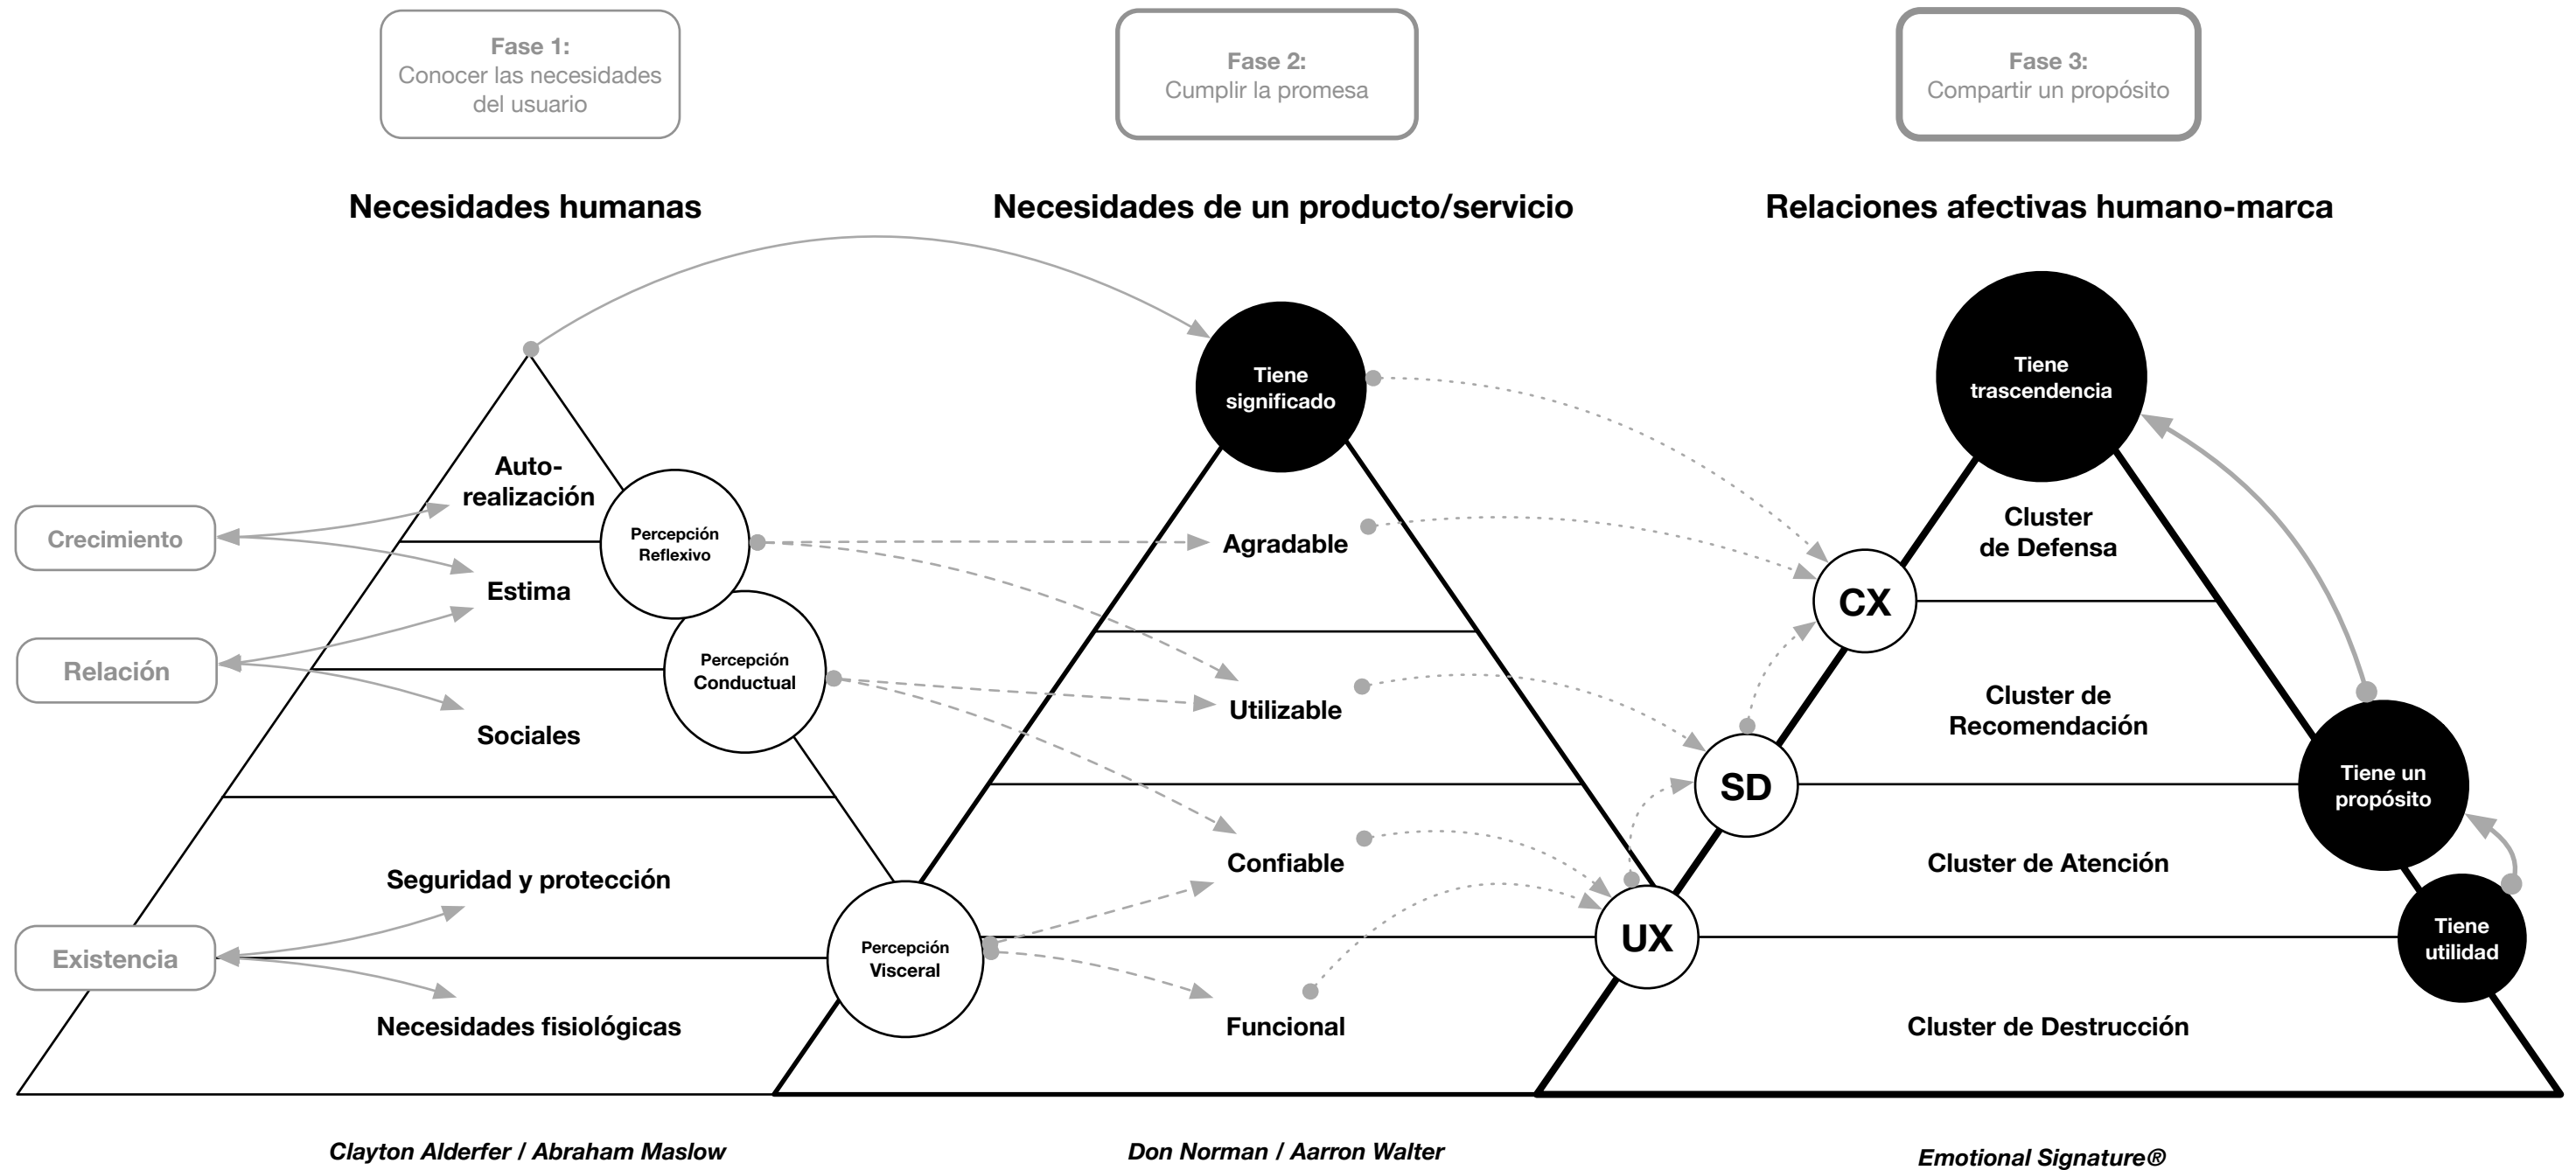 Fase 1:
Conocer las necesidades
del usuario
Fase 2:
Cumplir la promesa
Fase 3:
Compartir un propósito
Necesidades humanas
Necesidades de un producto/servicio
Relaciones afectivas humano-marca
Crecimiento
Relación
Existencia
Auto-
realización
Estima
Sociales
Seguridad y protección
Necesidades fisiológicas
Percepción
Reflexivo
Percepción
Conductual
Percepción
Visceral
Tiene
significado
Agradable
Utilizable
Confiable
Funcional
CX
SD
UX
Tiene
trascendencia
Cluster
de Defensa
Cluster de
Recomendación
Cluster de Atención
Cluster de Destrucción
Tiene un
propósito
Tiene
utilidad
Clayton Alderfer / Abraham Maslow
Don Norman / Aarron Walter
Emotional Signature®